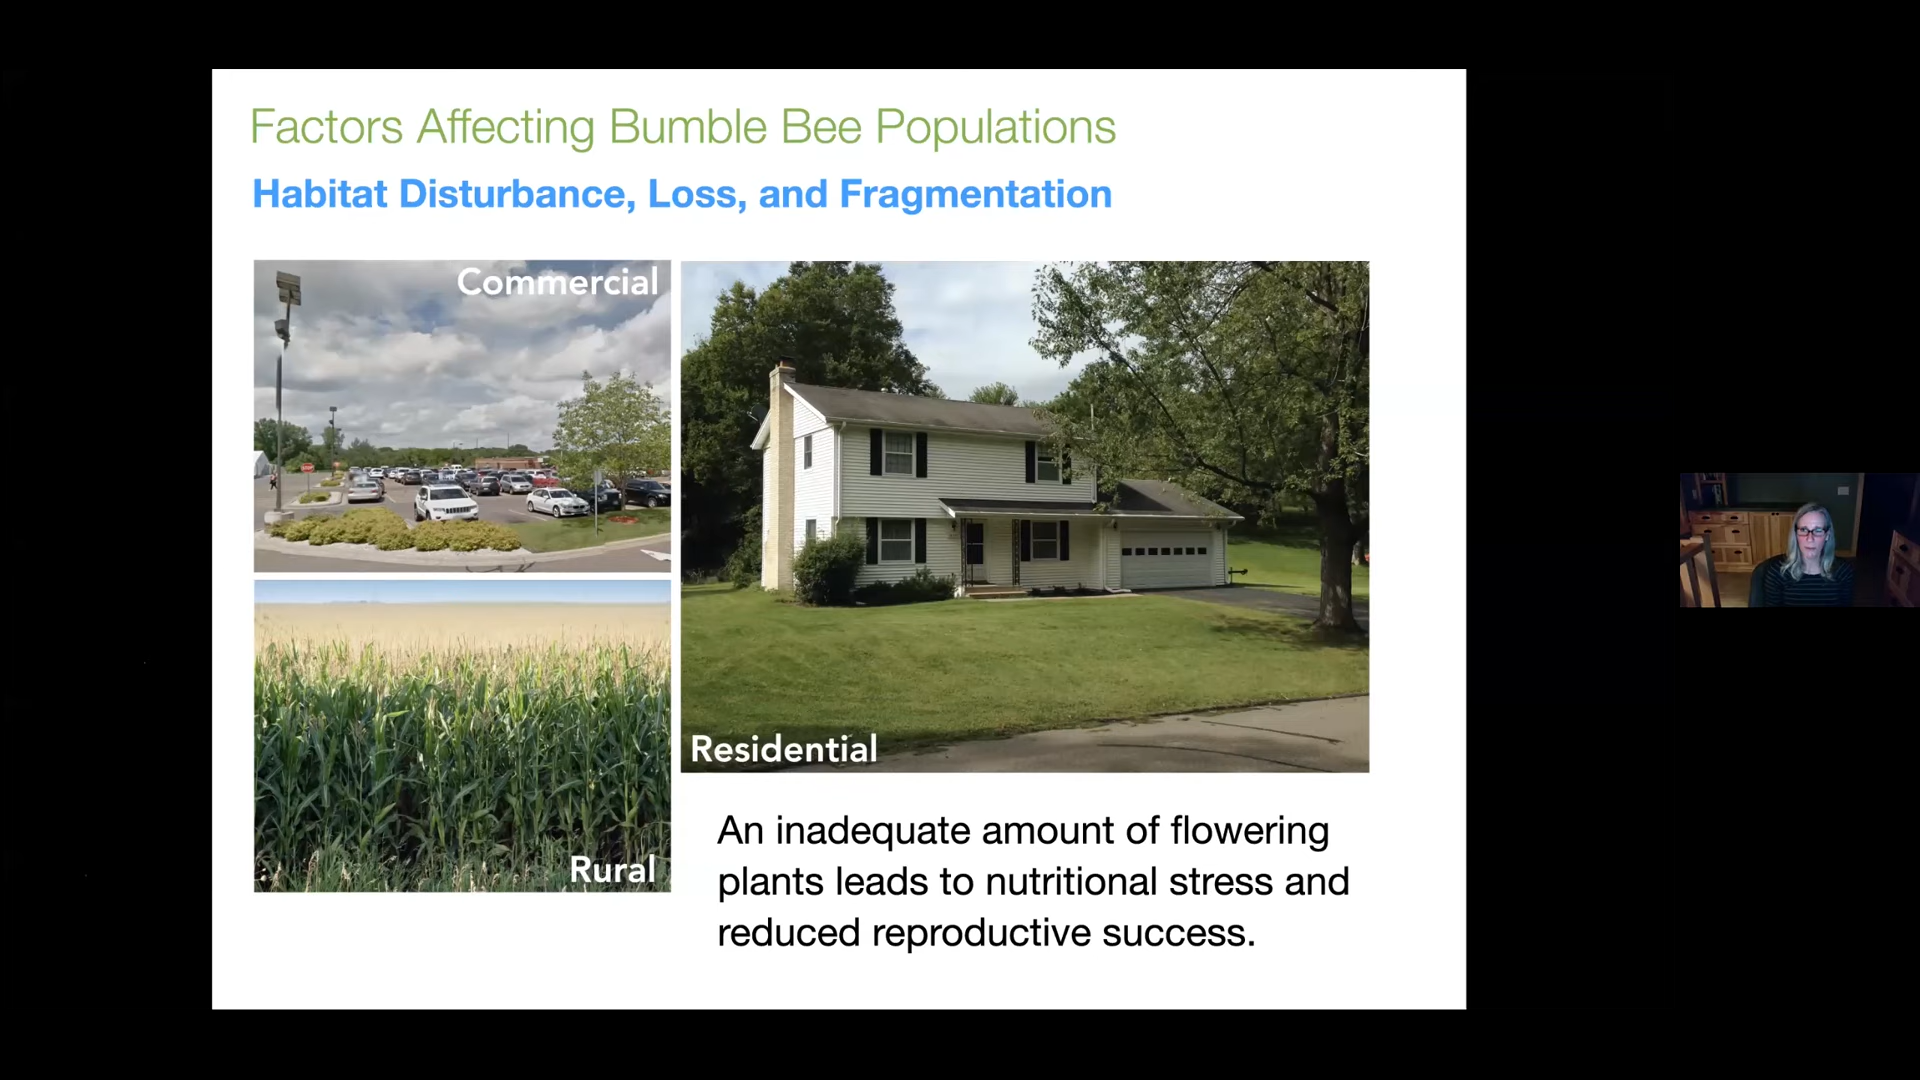 Factors Affecting Bumble Bee Populations
Habitat Disturbance, Loss, and Fragmentation
Commercial
Residential
Rural
An inadequate amount of flowering
plants leads to nutritional stress and
reduced reproductive success.